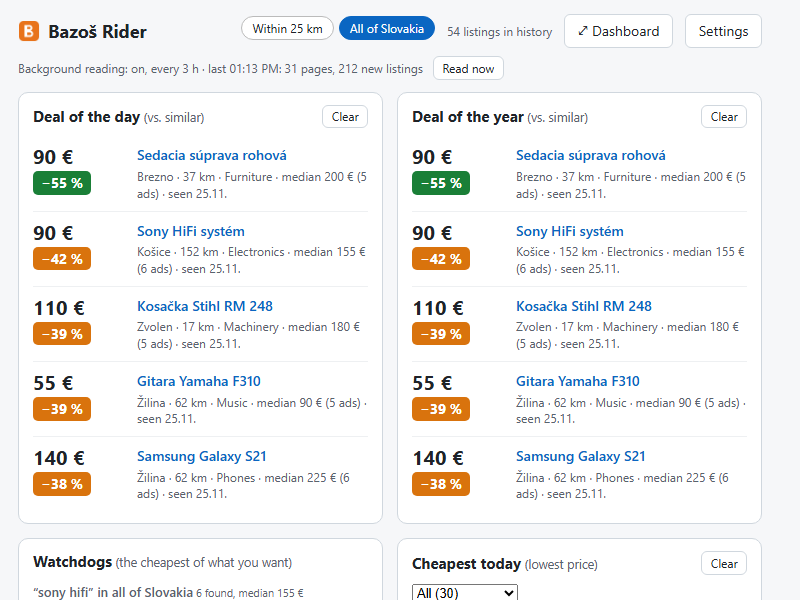 B Bazoš Rider
Within 25 km
All of Slovakia
54 listings in history
⤢ Dashboard
Settings
Background reading: on, every 3 h · last 01:13 PM: 31 pages, 212 new listings
Read now
Deal of the day (vs. similar)
Clear
90 €
−55 %
Sedacia súprava rohová
Brezno · 37 km · Furniture · median 200 € (5
ads) · seen 25.11.
90 €
−42 %
Sony HiFi systém
Košice · 152 km · Electronics · median 155 €
(6 ads) · seen 25.11.
110 €
−39 %
Kosačka Stihl RM 248
Zvolen · 17 km · Machinery · median 180 €
(5 ads) · seen 25.11.
55 €
−39 %
Gitara Yamaha F310
Žilina · 62 km · Music · median 90 € (5 ads) ·
seen 25.11.
140 €
−38 %
Samsung Galaxy S21
Žilina · 62 km · Phones · median 225 € (6
ads) · seen 25.11.
Deal of the year (vs. similar)
Clear
90 €
−55 %
Sedacia súprava rohová
Brezno · 37 km · Furniture · median 200 € (5
ads) · seen 25.11.
90 €
−42 %
Sony HiFi systém
Košice · 152 km · Electronics · median 155 €
(6 ads) · seen 25.11.
110 €
−39 %
Kosačka Stihl RM 248
Zvolen · 17 km · Machinery · median 180 €
(5 ads) · seen 25.11.
55 €
−39 %
Gitara Yamaha F310
Žilina · 62 km · Music · median 90 € (5 ads) ·
seen 25.11.
140 €
−38 %
Samsung Galaxy S21
Žilina · 62 km · Phones · median 225 € (6
ads) · seen 25.11.
Watchdogs (the cheapest of what you want)
“sony hifi” in all of Slovakia 6 found, median 155 €
Cheapest today (lowest price)
Clear
All (30)